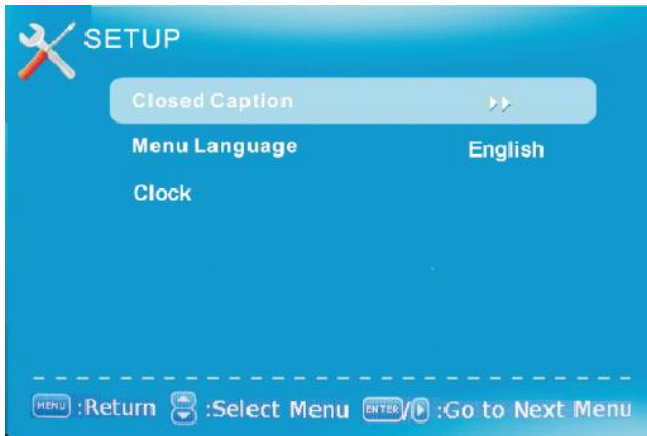 SETUP
Closed Caption
Menu Language English
Clock
MENU :Return :Select Menu ENTER/ :Go to Next Menu